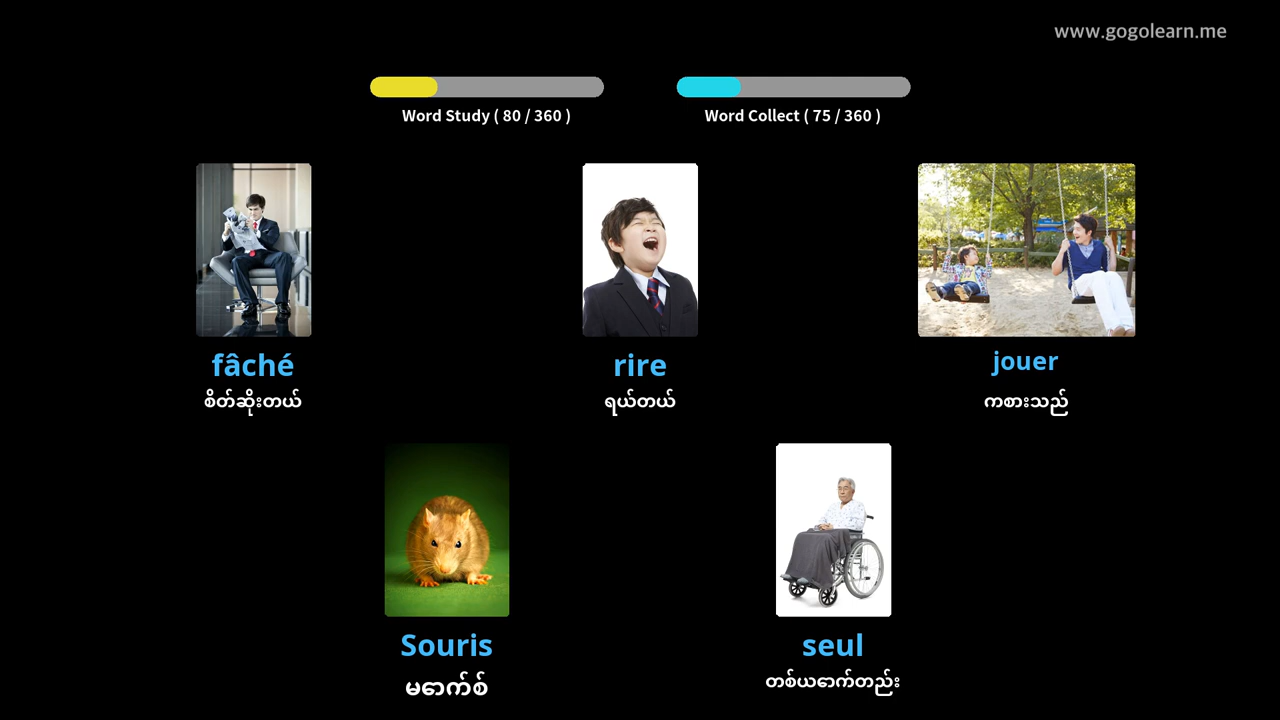 www.gogolearn.me
Word Study ( 80 / 360 )
Word Collect ( 75 / 360 )
fâché
rire
jouer
စိတ်ဆိုးတယ်
ရယ်တယ်
ကစားသည်
Souris
seul
မောက်စ်
တစ်ယောက်တည်း